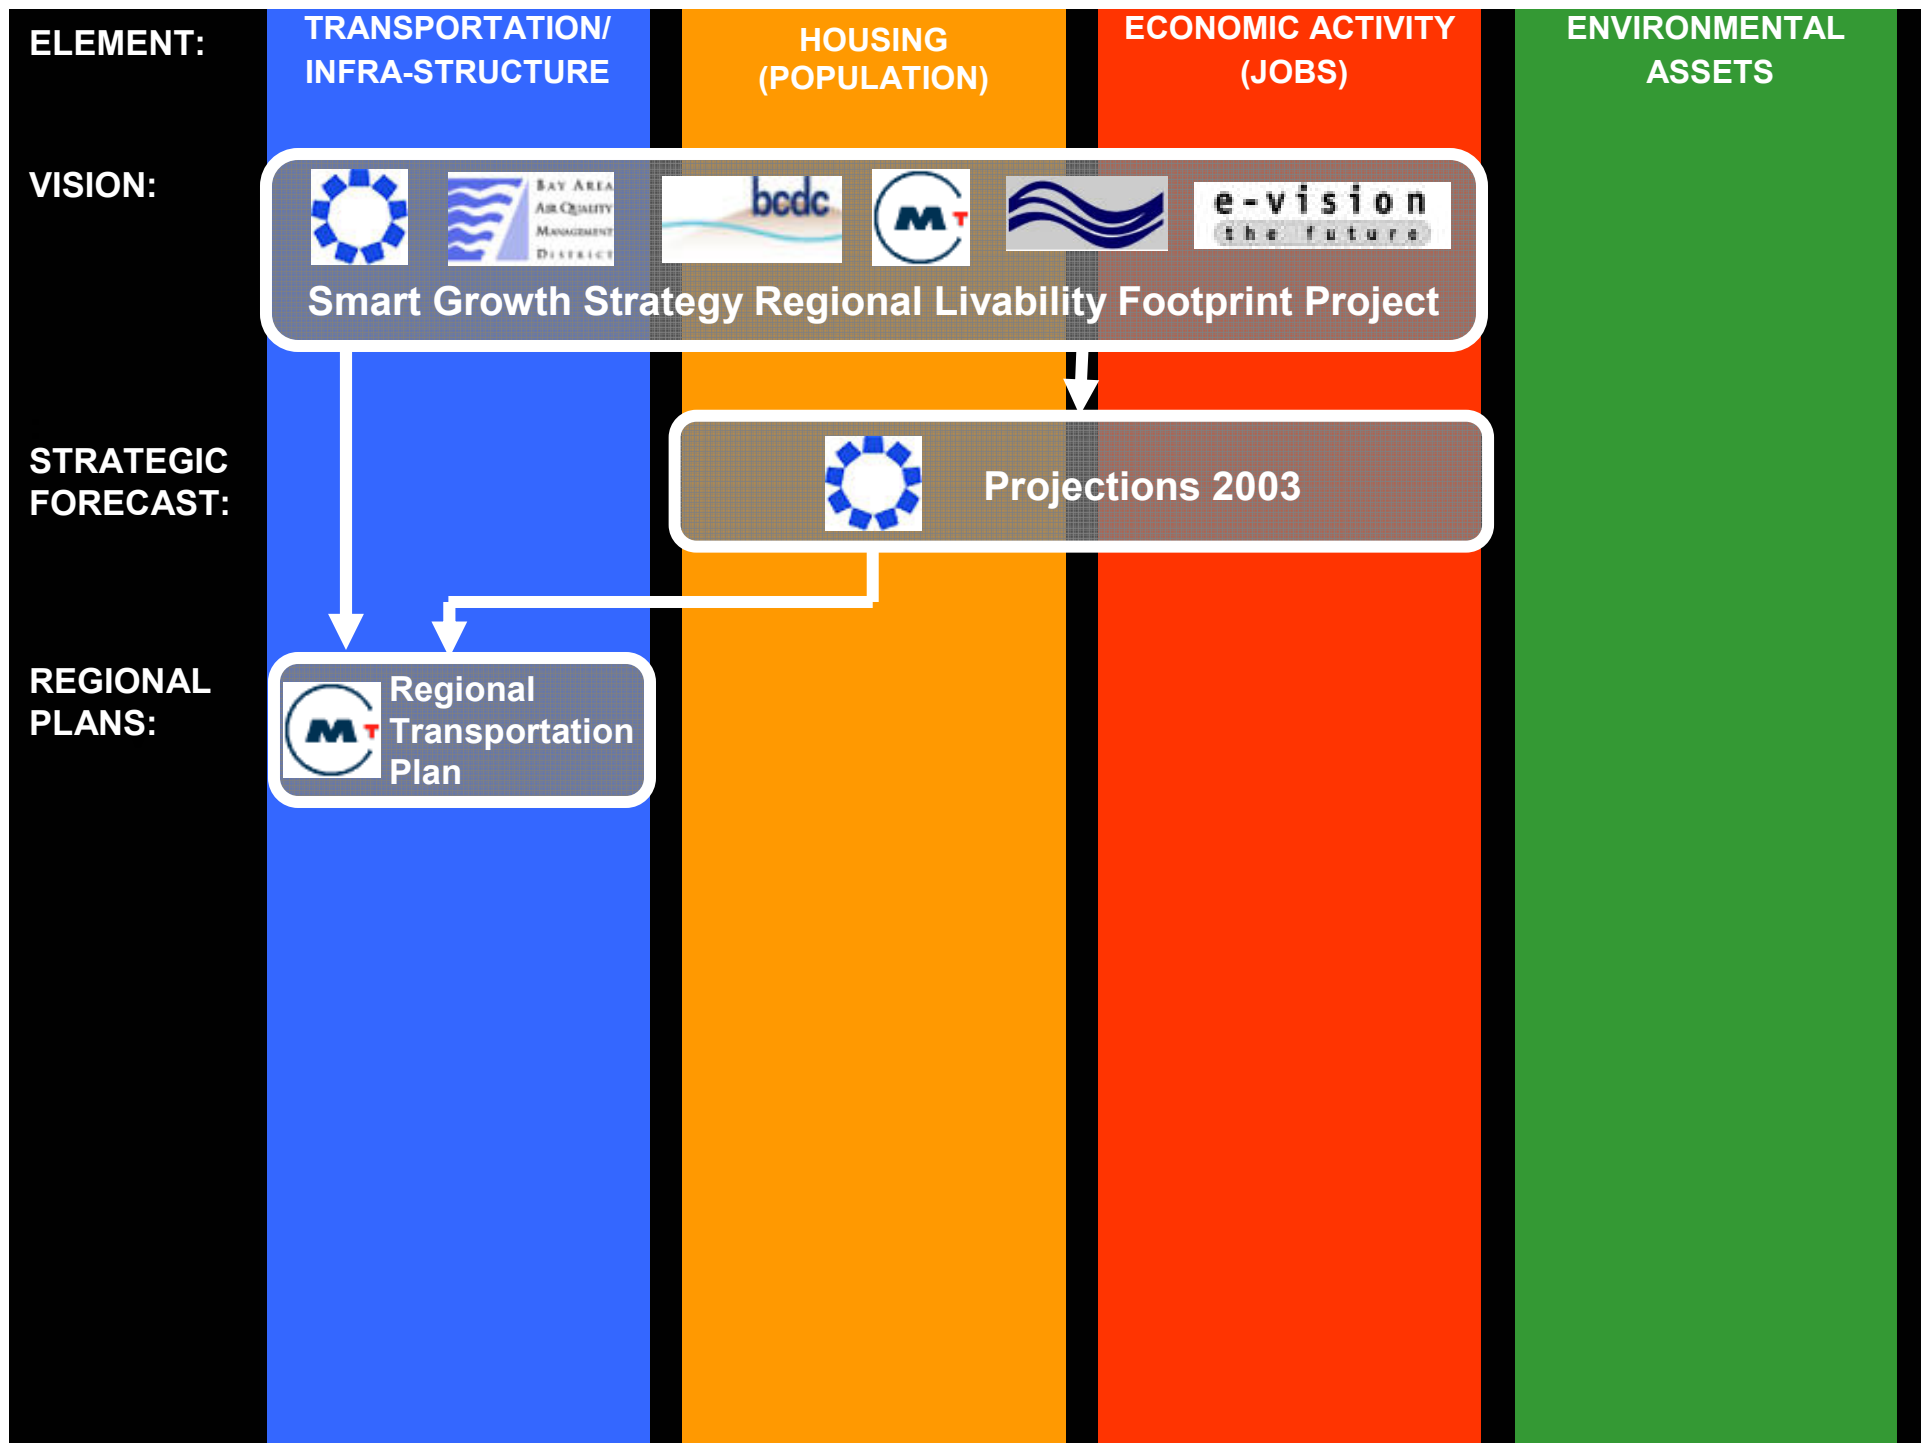 ELEMENT:
TRANSPORTATION/
INFRA-STRUCTURE
HOUSING
(POPULATION)
ECONOMIC ACTIVITY
(JOBS)
ENVIRONMENTAL
ASSETS
VISION:
BAY AREA
AIR QUALITY
MANAGEMENT
DISTRICT
bcdc
MTC
e-vision
the future
Smart Growth Strategy Regional Livability Footprint Project
STRATEGIC
FORECAST:
Projections 2003
REGIONAL
PLANS:
MTC
Regional
Transportation
Plan